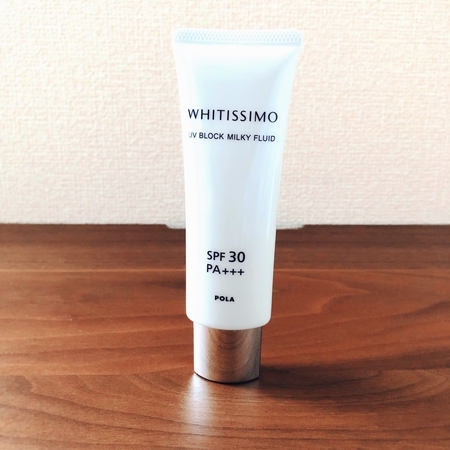 WHITISSIMO
UV BLOCK MILKY FLUID
SPF 30
PA+++
POLA